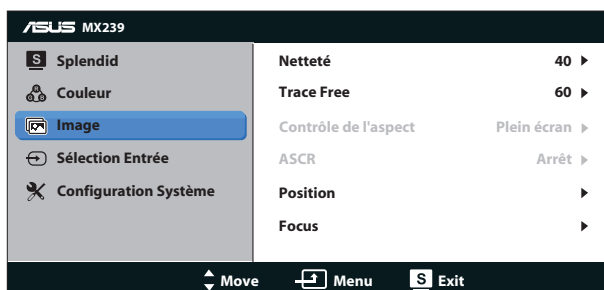 ASUS MX239
S Splendid
Couleur
Image
Sélection Entrée
Configuration Système
Netteté 40
Trace Free 60
Contrôle de l'aspect Plein écran
ASCR Arrêt
Position
Focus
Move Menu S Exit